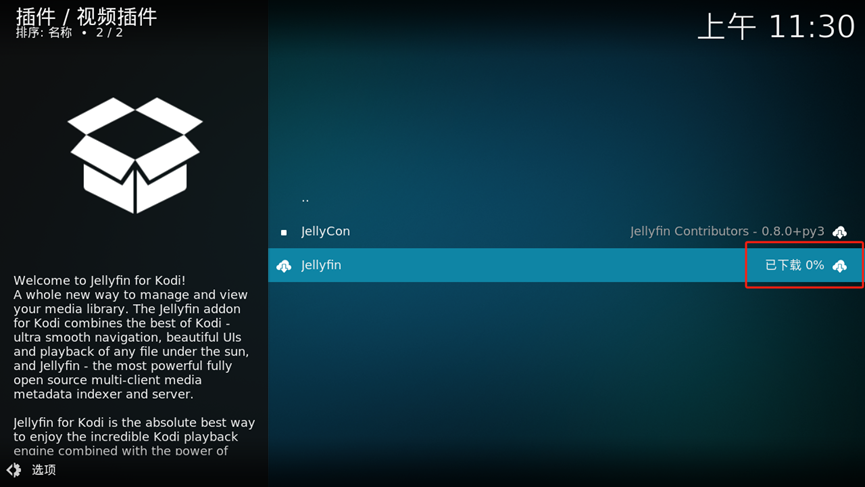 插件 / 视频插件
排序: 名称 • 2 / 2
上午 11:30
..
JellyCon
Jellyfin Contributors - 0.8.0+py3
Jellyfin
已下载 0%
Welcome to Jellyfin for Kodi!
A whole new way to manage and view
your media library. The Jellyfin addon
for Kodi combines the best of Kodi -
ultra smooth navigation, beautiful UIs
and playback of any file under the sun,
and Jellyfin - the most powerful fully
open source multi-client media
metadata indexer and server.
Jellyfin for Kodi is the absolute best way
to enjoy the incredible Kodi playback
engine combined with the power of
选项